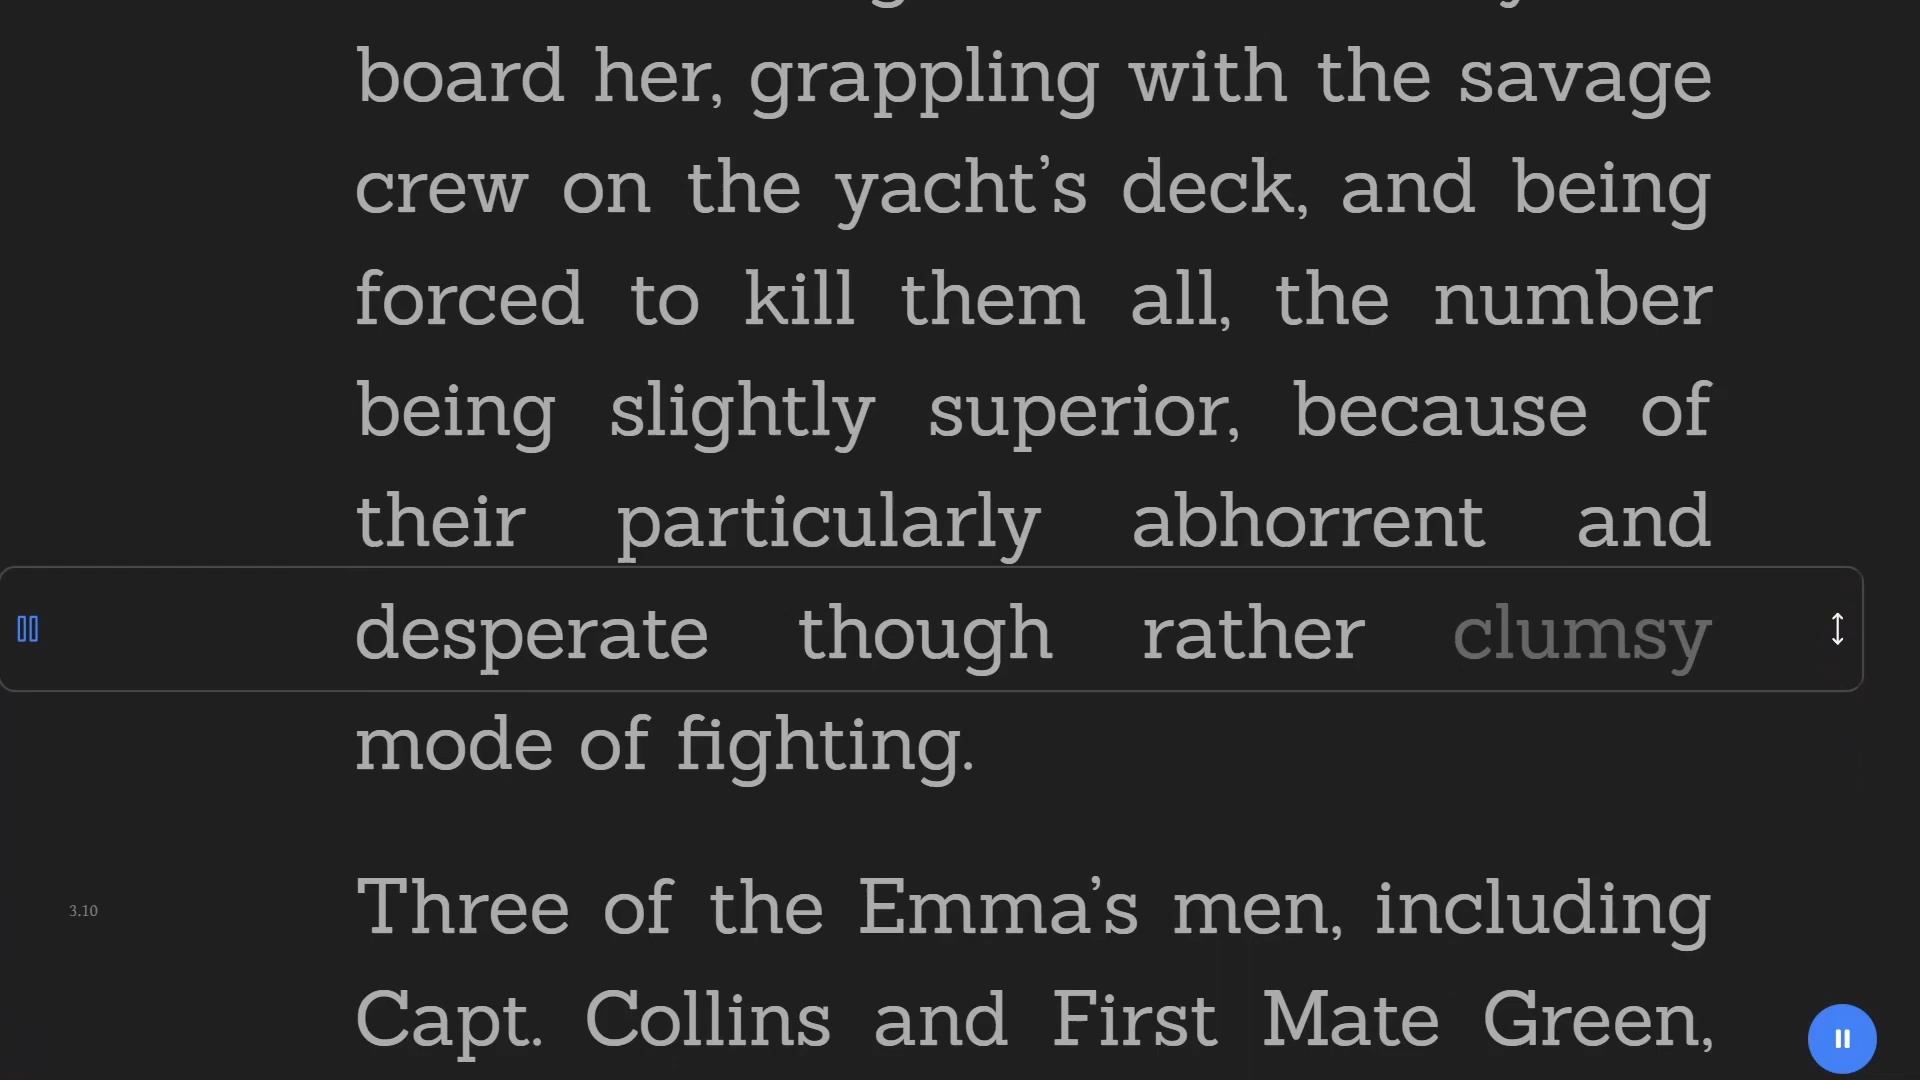 board her, grappling with the savage
crew on the yacht's deck, and being
forced to kill them all, the number
being slightly superior, because of
their particularly abhorrent and
desperate though rather clumsy
mode of fighting.
3.10
Three of the Emma's men, including
Capt. Collins and First Mate Green,